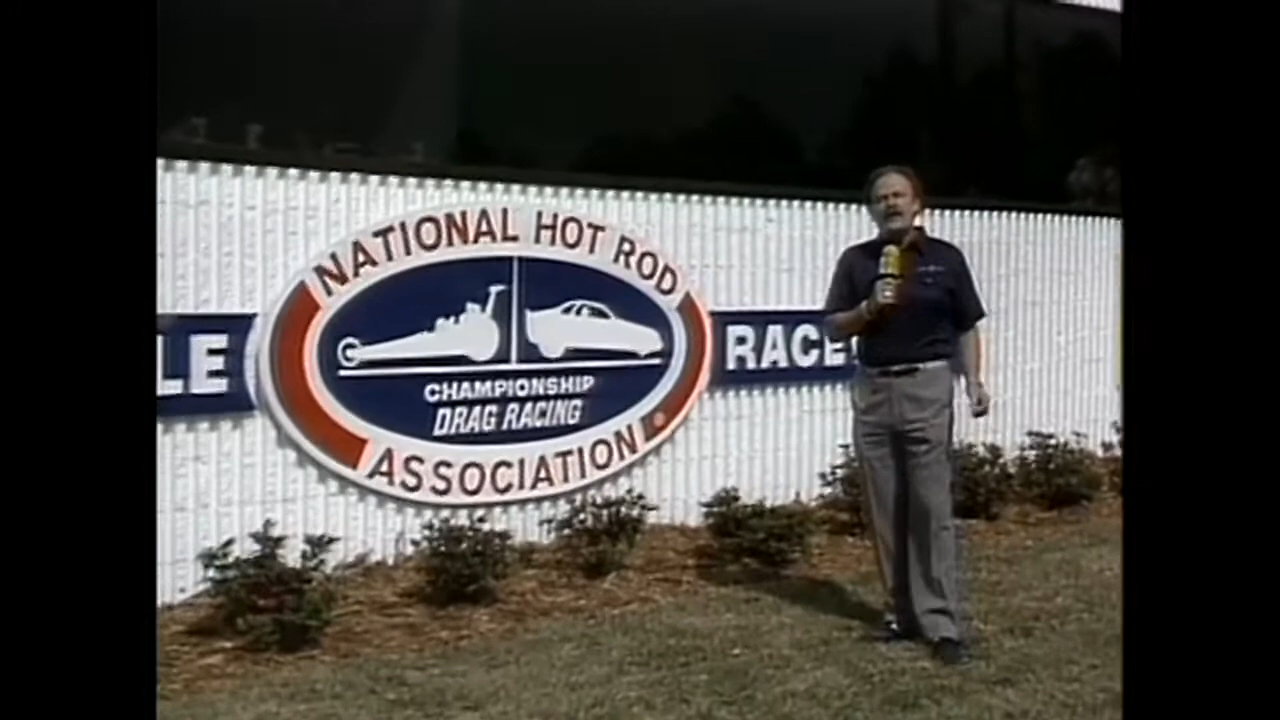 NATIONAL HOT ROD
LE
RACE
CHAMPIONSHIP
DRAG RACING
ASSOCIATION